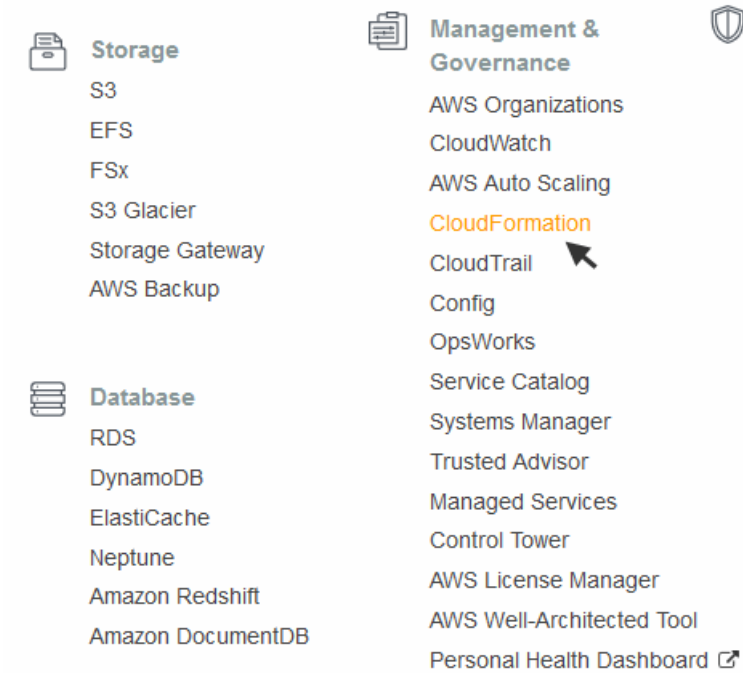 Storage
S3
EFS
FSx
S3 Glacier
Storage Gateway
AWS Backup
Database
RDS
DynamoDB
ElastiCache
Neptune
Amazon Redshift
Amazon DocumentDB
Management &
Governance
AWS Organizations
CloudWatch
AWS Auto Scaling
CloudFormation
CloudTrail
Config
OpsWorks
Service Catalog
Systems Manager
Trusted Advisor
Managed Services
Control Tower
AWS License Manager
AWS Well-Architected Tool
Personal Health Dashboard